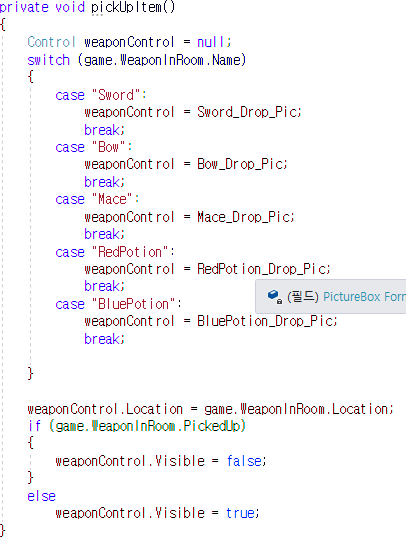 private void pickUpItem()
{
    Control weaponControl = null;
    switch (game.WeaponInRoom.Name)
    {
        case "Sword":
            weaponControl = Sword_Drop_Pic;
            break;
        case "Bow":
            weaponControl = Bow_Drop_Pic;
            break;
        case "Mace":
            weaponControl = Mace_Drop_Pic;
            break;
        case "RedPotion":
            weaponControl = RedPotion_Drop_Pic;
            break;
(필드) PictureBox Form
        case "BluePotion":
            weaponControl = BluePotion_Drop_Pic;
            break;
    }
    weaponControl.Location = game.WeaponInRoom.Location;
    if (game.WeaponInRoom.PickedUp)
    {
        weaponControl.Visible = false;
    }
    else
        weaponControl.Visible = true;
}